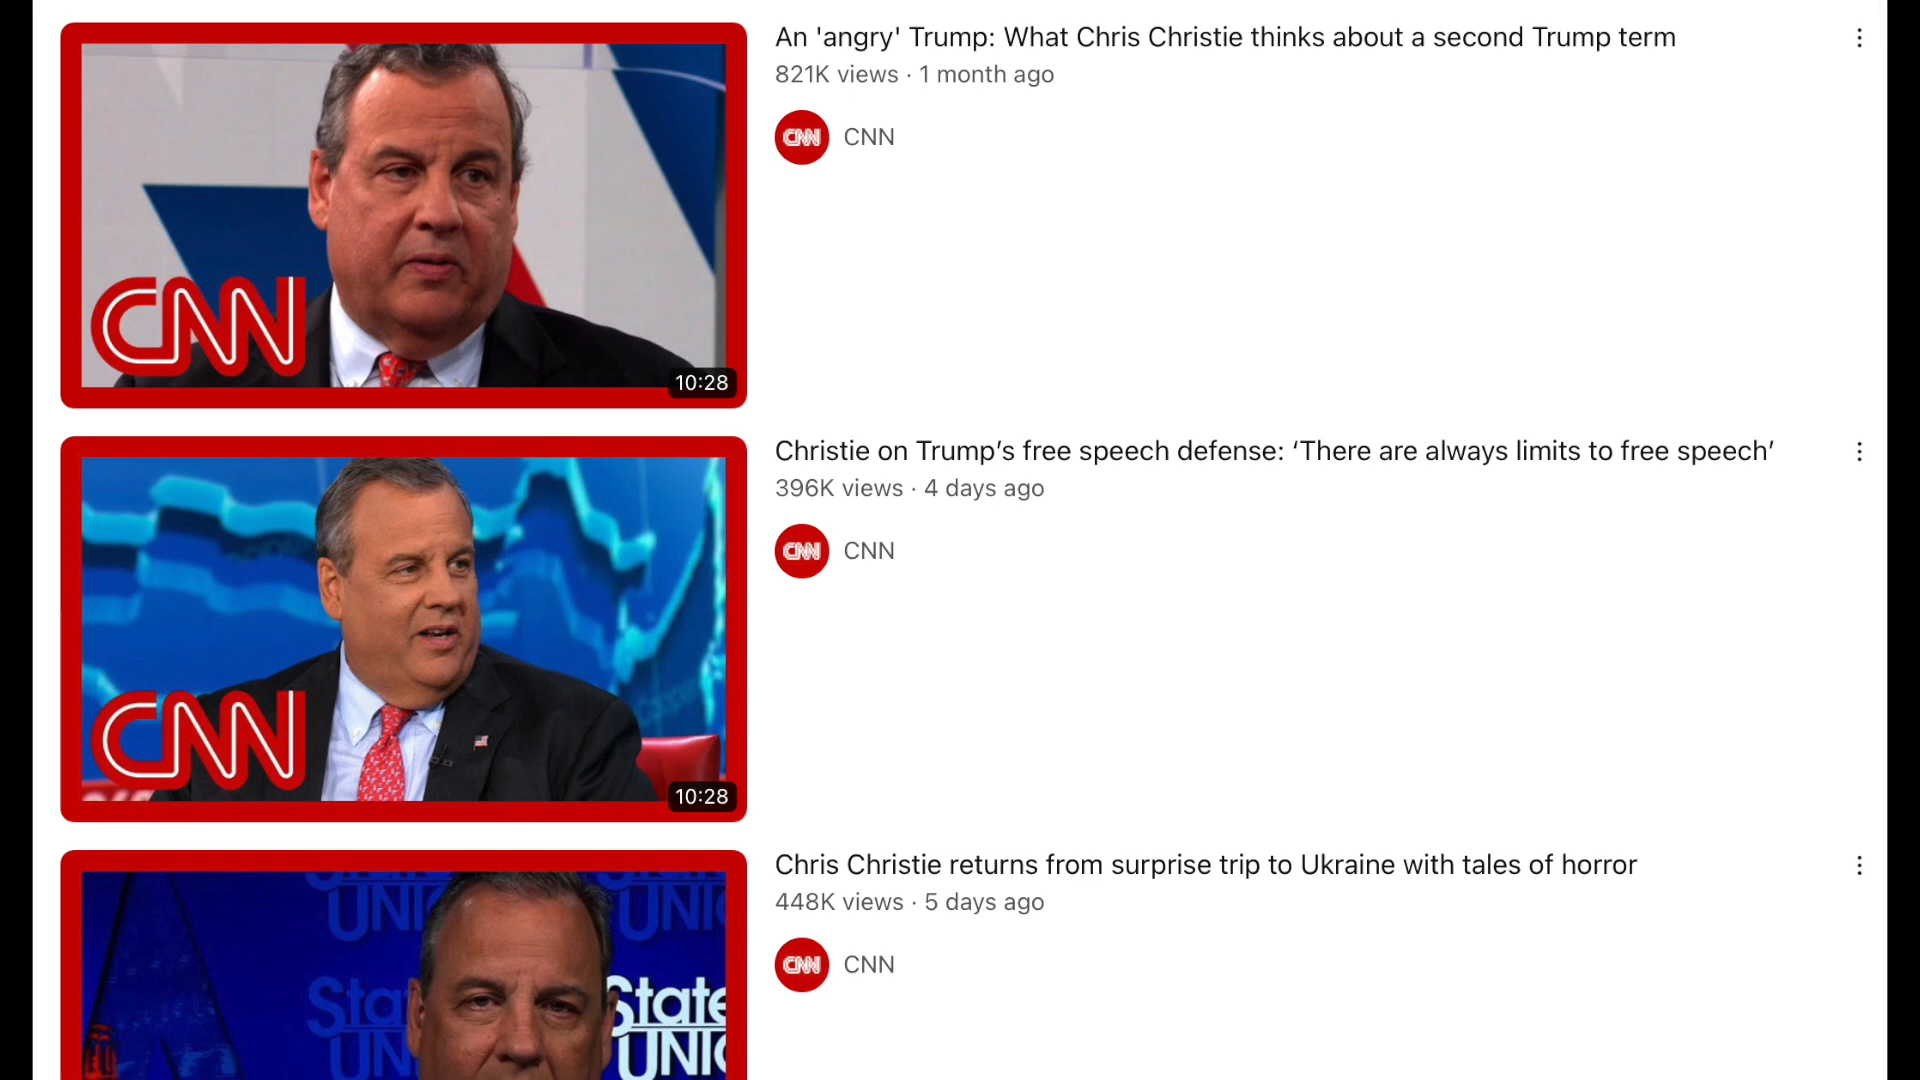 An 'angry' Trump: What Chris Christie thinks about a second Trump term
821K views · 1 month ago
CNN
CNN
CNN
10:28
Christie on Trump’s free speech defense: ‘There are always limits to free speech’
396K views · 4 days ago
CNN
CNN
CNN
10:28
Chris Christie returns from surprise trip to Ukraine with tales of horror
448K views · 5 days ago
CNN
CNN
State